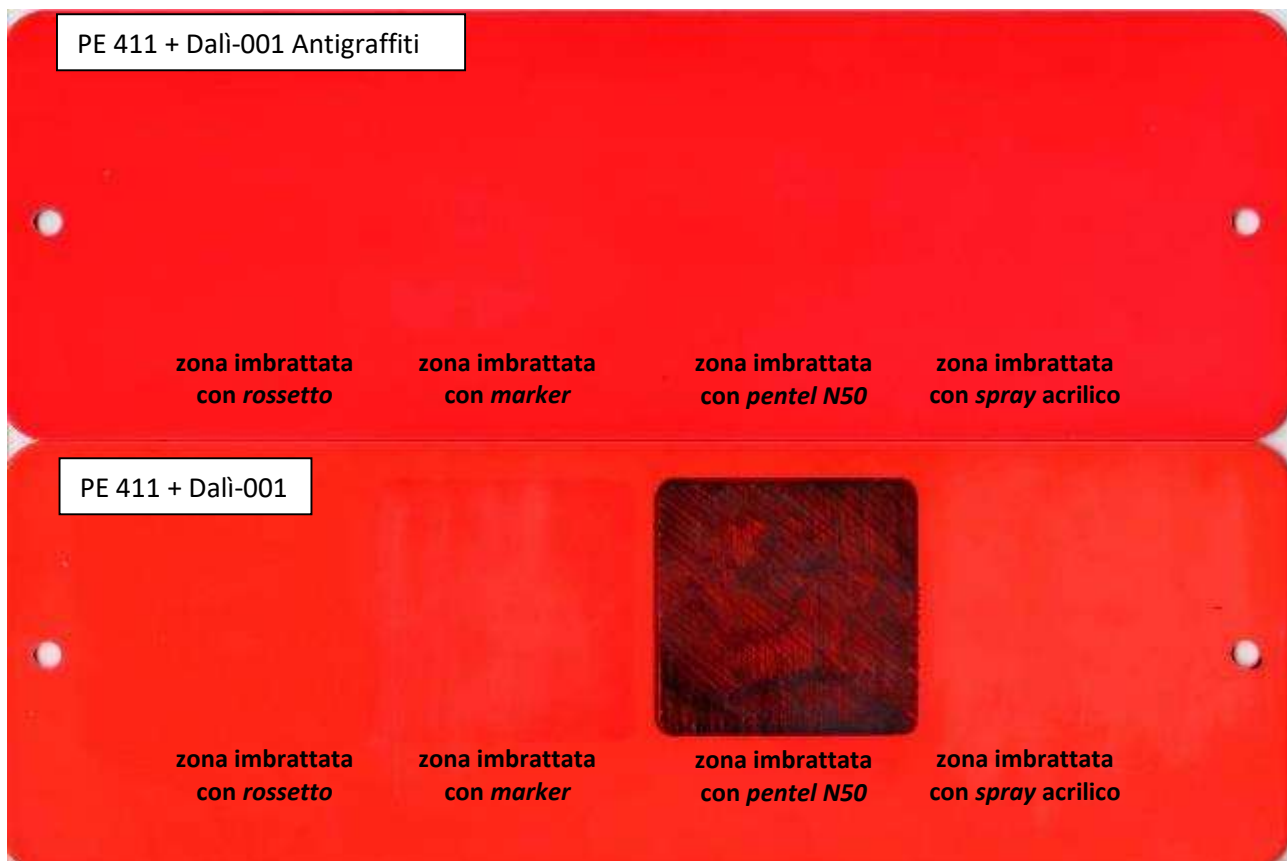 PE 411 + Dalì-001 Antigraffiti
zona imbrattata
con rossetto
zona imbrattata
con marker
zona imbrattata
con pentel N50
zona imbrattata
con spray acrilico
PE 411 + Dalì-001
zona imbrattata
con rossetto
zona imbrattata
con marker
zona imbrattata
con pentel N50
zona imbrattata
con spray acrilico